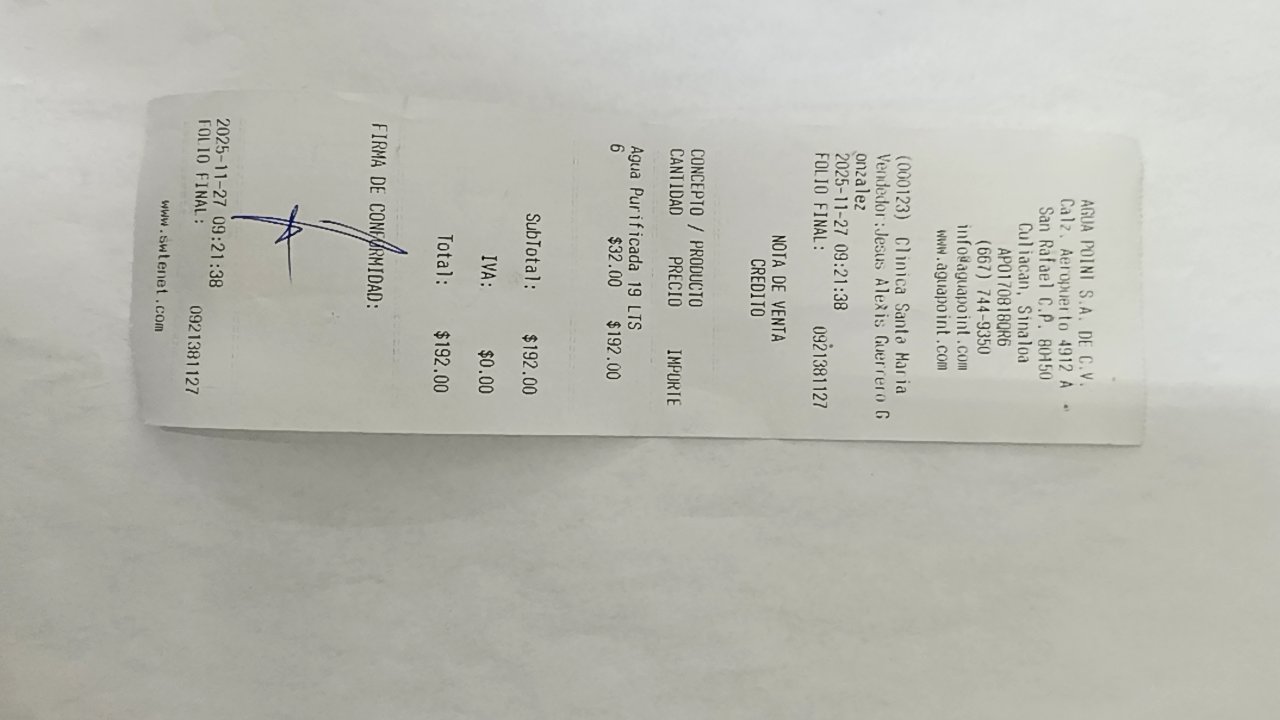 AGUA POINT S.A. DE C.V.
Calz. Aeropuerto 4912 A
San Rafael C.P. 80150
Culiacan, Sinaloa
APO170818QR6
(667) 744-9350
info@aguapoint.com
www.aguapoint.com
(000123) Clinica Santa Maria
Vendedor:Jesus Alexis Guerrero G
onzalez
2025-11-27 09:21:38
FOLIO FINAL: 0921381127
NOTA DE VENTA
CREDITO
CONCEPTO / PRODUCTO
CANTIDAD PRECIO IMPORTE
Agua Purificada 19 LTS
6 $32.00 $192.00
SubTotal: $192.00
IVA: $0.00
Total: $192.00
FIRMA DE CONFORMIDAD:
2025-11-27 09:21:38
FOLIO FINAL: 0921381127
www.swtenet.com